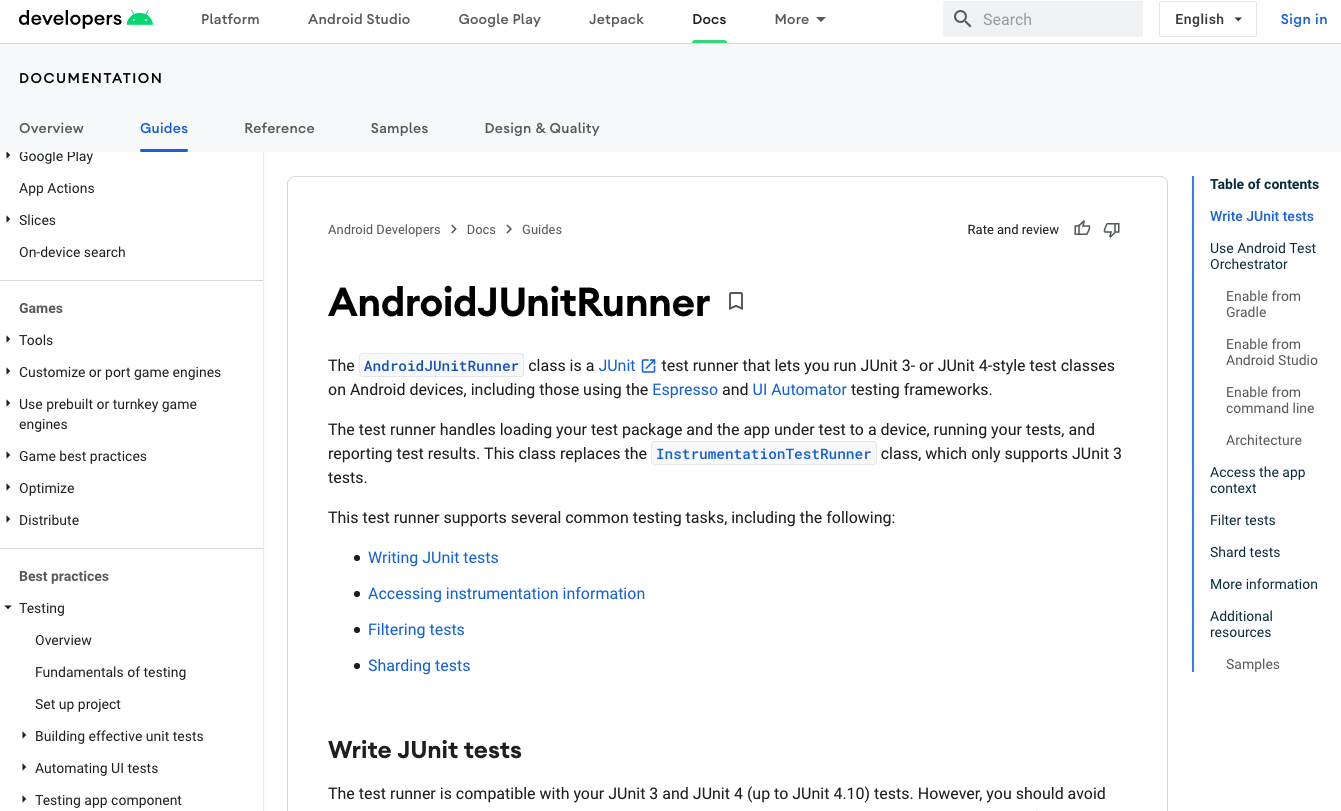 developers Platform Android Studio Google Play Jetpack Docs More Search English Sign in
DOCUMENTATION
Overview Guides Reference Samples Design & Quality
Google Play
App Actions
Slices
On-device search
Games
Tools
Customize or port game engines
Use prebuilt or turnkey game
engines
Game best practices
Optimize
Distribute
Best practices
Testing
Overview
Fundamentals of testing
Set up project
Building effective unit tests
Automating UI tests
Testing app component
Android Developers > Docs > Guides
Rate and review
AndroidJUnitRunner
The AndroidJUnitRunner class is a JUnit test runner that lets you run JUnit 3- or JUnit 4-style test classes
on Android devices, including those using the Espresso and UI Automator testing frameworks.
The test runner handles loading your test package and the app under test to a device, running your tests, and
reporting test results. This class replaces the InstrumentationTestRunner class, which only supports JUnit 3
tests.
This test runner supports several common testing tasks, including the following:
• Writing JUnit tests
• Accessing instrumentation information
• Filtering tests
• Sharding tests
Write JUnit tests
The test runner is compatible with your JUnit 3 and JUnit 4 (up to JUnit 4.10) tests. However, you should avoid
Table of contents
Write JUnit tests
Use Android Test
Orchestrator
Enable from
Gradle
Enable from
Android Studio
Enable from
command line
Architecture
Access the app
context
Filter tests
Shard tests
More information
Additional
resources
Samples